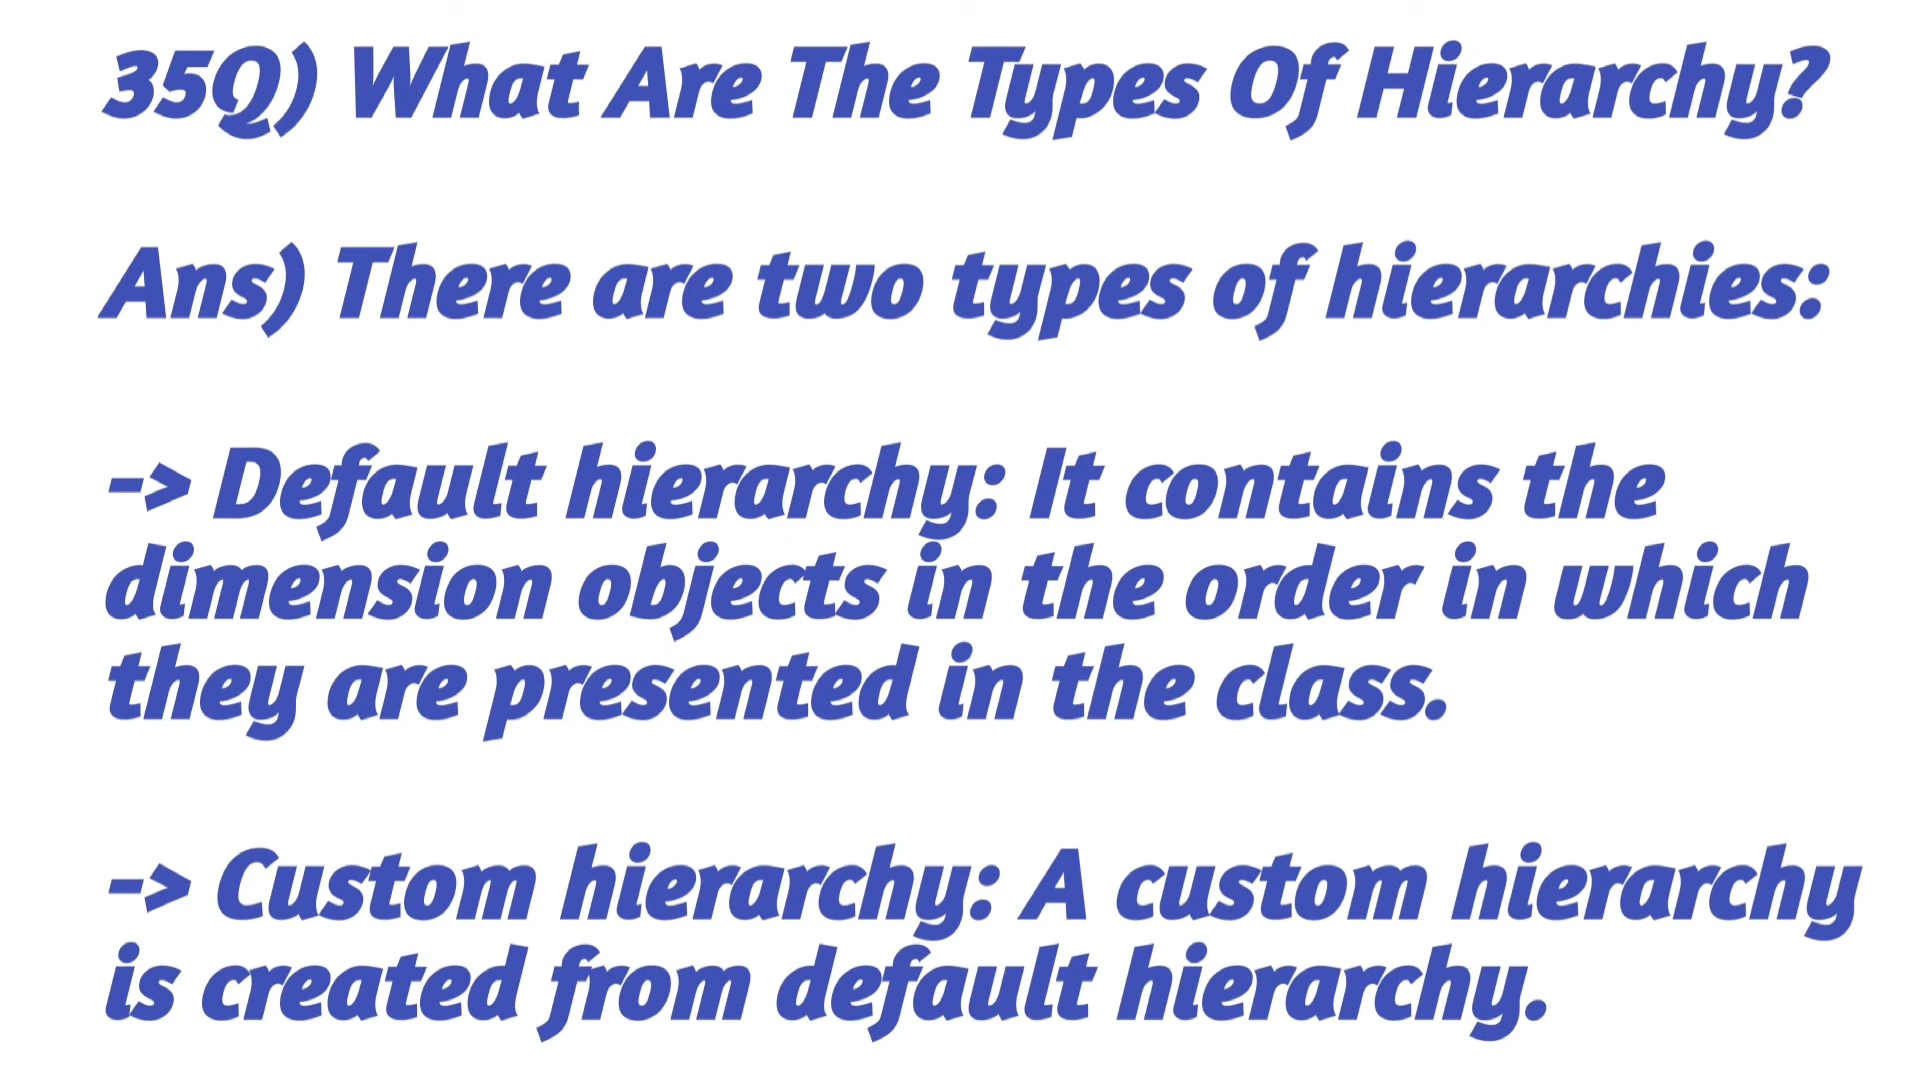 35Q) What Are The Types Of Hierarchy?
Ans) There are two types of hierarchies:
-> Default hierarchy: It contains the
dimension objects in the order in which
they are presented in the class.
-> Custom hierarchy: A custom hierarchy
is created from default hierarchy.